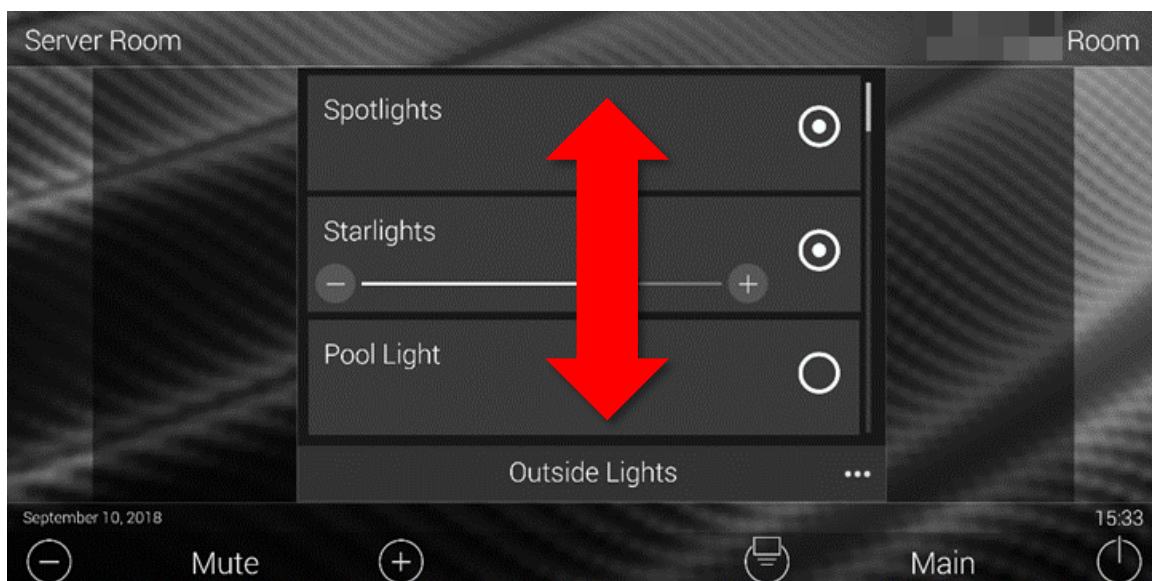 Server Room
Room
Spotlights
Starlights
Pool Light
Outside Lights
September 10, 2018
15:33
Mute
Main